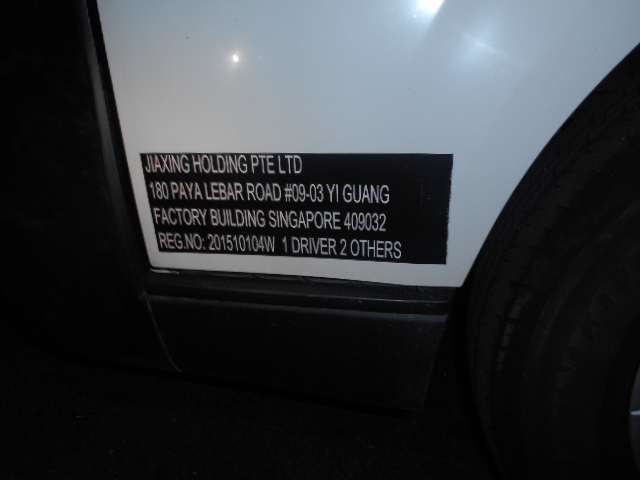 JIAXING HOLDING PTE LTD
180 PAYA LEBAR ROAD #09-03 YI GUANG
FACTORY BUILDING SINGAPORE 409032
REG.NO: 201510104W 1 DRIVER 2 OTHERS